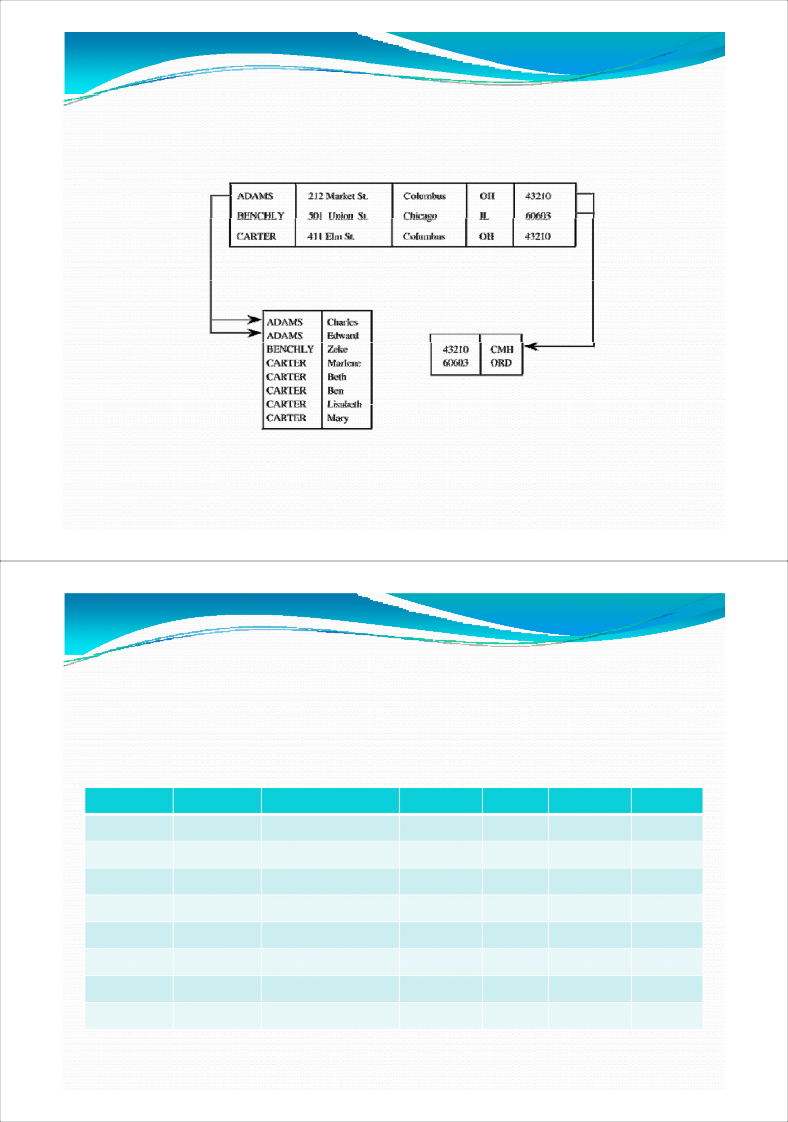 ADAMS 212 Market St. Columbus OH 43210
BENCHLY 501 Union St. Chicago IL 60603
CARTER 411 Elm St. Columbus OH 43210
ADAMS Charles
ADAMS Edward
BENCHLY Zeke
CARTER Marlene
CARTER Beth
CARTER Ben
CARTER Lisabeth
CARTER Mary
43210 CMH
60603 ORD